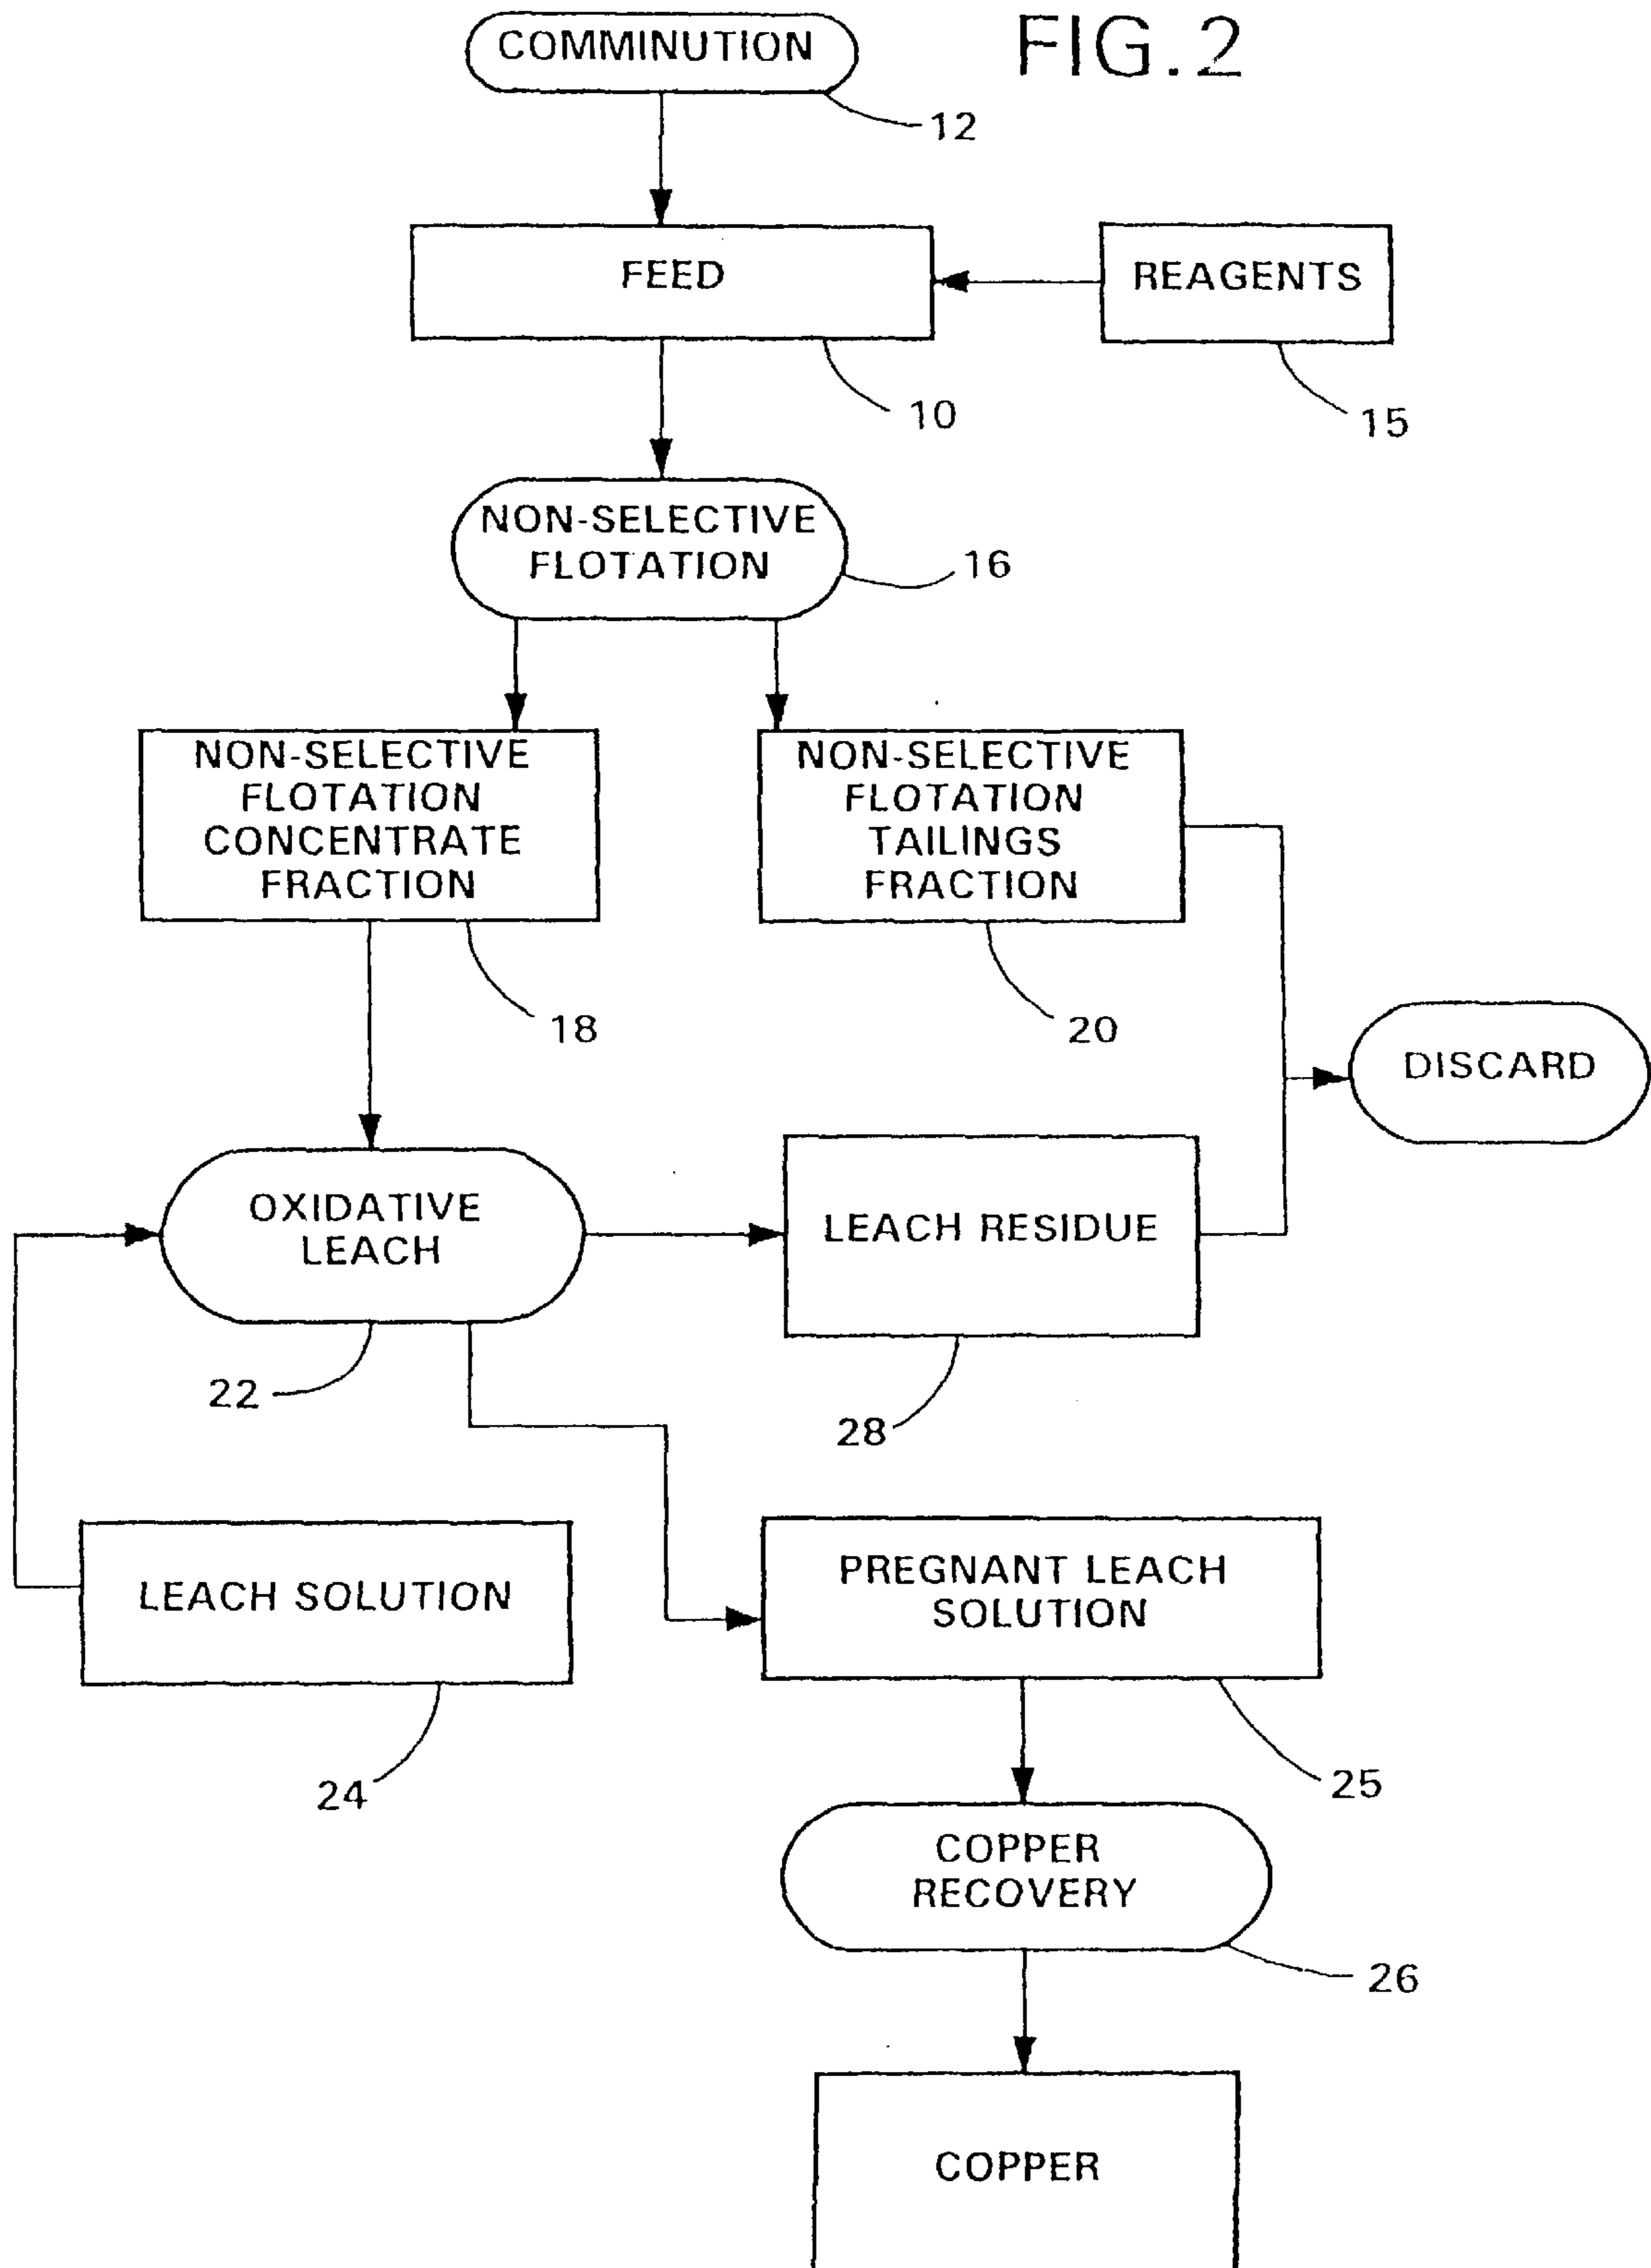 FIG. 2
COMMINUTION
12
FEED
REAGENTS
10
15
NON-SELECTIVE
FLOTATION
16
NON-SELECTIVE
FLOTATION
CONCENTRATE
FRACTION
18
NON-SELECTIVE
FLOTATION
TAILINGS
FRACTION
20
DISCARD
OXIDATIVE
LEACH
22
LEACH RESIDUE
28
LEACH SOLUTION
24
PREGNANT LEACH
SOLUTION
25
COPPER
RECOVERY
26
COPPER